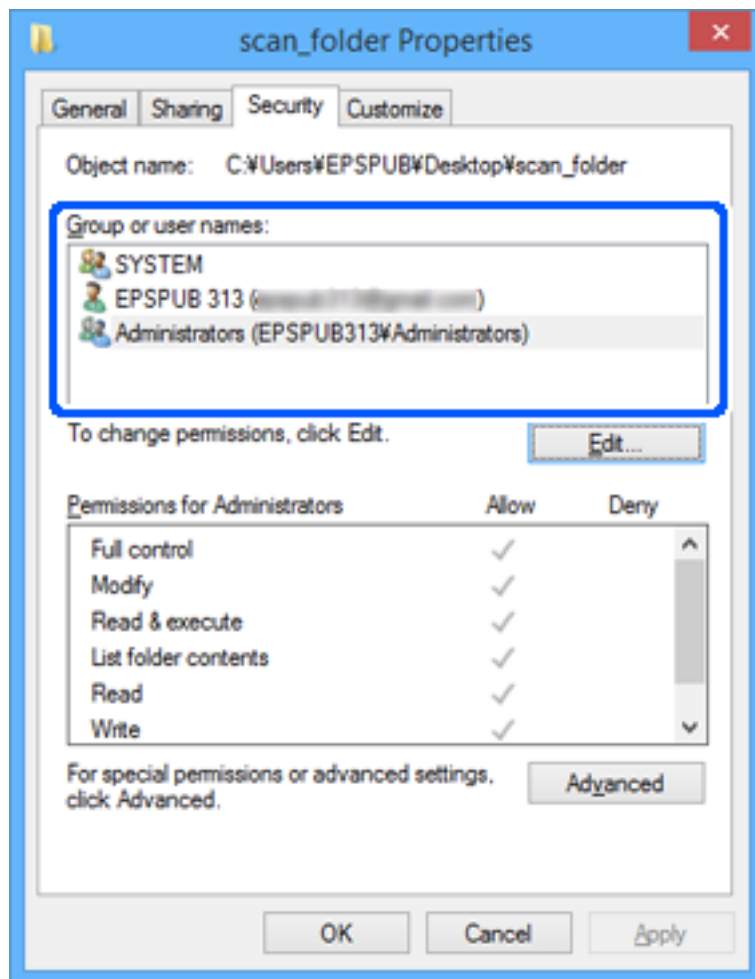 scan_folder Properties
General Sharing Security Customize
Object name: C:¥Users¥EPSPUB¥Desktop¥scan_folder
Group or user names:
SYSTEM
EPSPUB 313 ( )
Administrators (EPSPUB313¥Administrators)
To change permissions, click Edit.
Edit...
Permissions for Administrators Allow Deny
Full control
Modify
Read & execute
List folder contents
Read
Write
For special permissions or advanced settings,
click Advanced.
Advanced
OK Cancel Apply